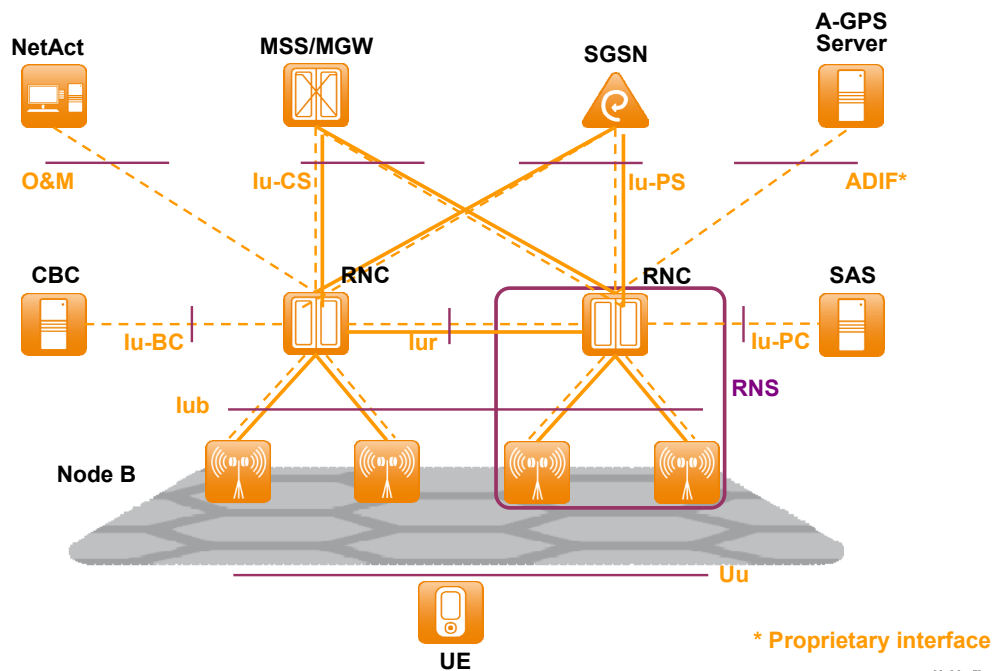 NetAct
MSS/MGW
SGSN
A-GPS
Server
O&M
Iu-CS
Iu-PS
ADIF*
CBC
RNC
RNC
SAS
Iu-BC
Iur
Iu-PC
RNS
Iub
Node B
Uu
UE
* Proprietary interface